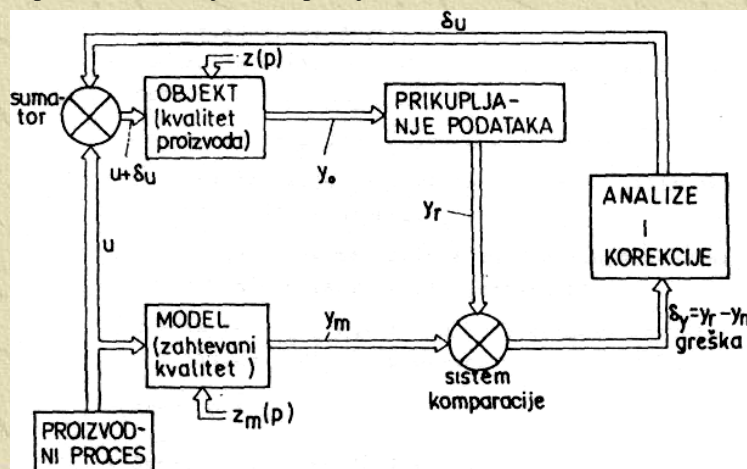 δu
z(p)
suma-
tor
OBJEKT
(kvalitet
proizvoda)
PRIKUPLJA-
NJE PODATAKA
u+δu
y₀
yr
u
ANALIZE
I
KOREKCIJE
MODEL
(zahtevani
kvalitet )
ym
δy=yr-y
greška
sistem
komparacije
zm(p)
PROIZVOD-
NI PROCES